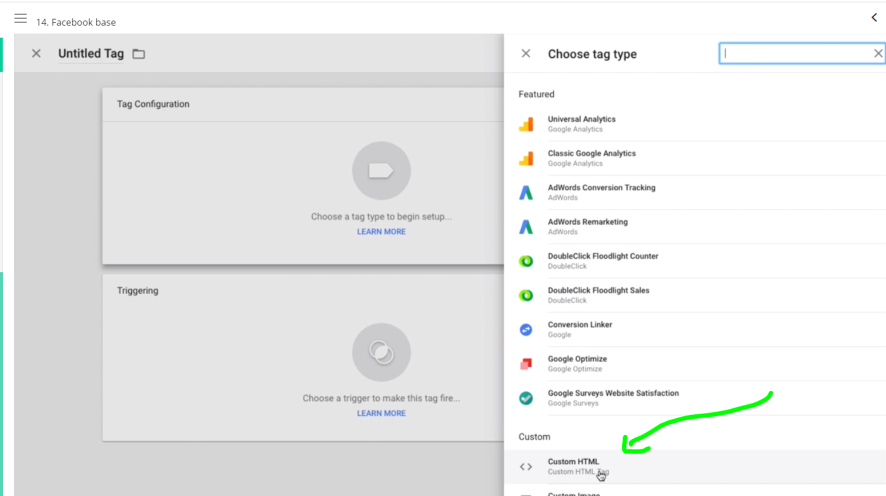 14. Facebook base
Untitled Tag
Choose tag type
Tag Configuration
Choose a tag type to begin setup...
LEARN MORE
Triggering
Choose a trigger to make this tag fire...
LEARN MORE
Featured
Universal Analytics
Google Analytics
Classic Google Analytics
Google Analytics
AdWords Conversion Tracking
AdWords
AdWords Remarketing
AdWords
DoubleClick Floodlight Counter
DoubleClick
DoubleClick Floodlight Sales
DoubleClick
Conversion Linker
Google
Google Optimize
Google Optimize
Google Surveys Website Satisfaction
Google Surveys
Custom
Custom HTML
Custom HTML Tag
Custom Image